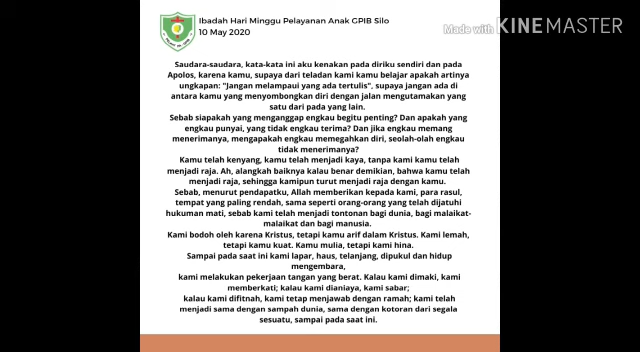 Ibadah Hari Minggu Pelayanan Anak GPIB Silo
10 May 2020
Made with KINEMASTER
Saudara-saudara, kata-kata ini aku kenakan pada diriku sendiri dan pada
Apolos, karena kamu, supaya dari teladan kami kamu belajar apakah artinya
ungkapan: "Jangan melampaui yang ada tertulis", supaya jangan ada di
antara kamu yang menyombongkan diri dengan jalan mengutamakan yang
satu dari pada yang lain.
Sebab siapakah yang menganggap engkau begitu penting? Dan apakah yang
engkau punyai, yang tidak engkau terima? Dan jika engkau memang
menerimanya, mengapakah engkau memegahkan diri, seolah-olah engkau
tidak menerimanya?
Kamu telah kenyang, kamu telah menjadi kaya, tanpa kami kamu telah
menjadi raja. Ah, alangkah baiknya kalau benar demikian, bahwa kamu telah
menjadi raja, sehingga kamipun turut menjadi raja dengan kamu.
Sebab, menurut pendapatku, Allah memberikan kepada kami, para rasul,
tempat yang paling rendah, sama seperti orang-orang yang telah dijatuhi
hukuman mati, sebab kami telah menjadi tontonan bagi dunia, bagi malaikat-
malaikat dan bagi manusia.
Kami bodoh oleh karena Kristus, tetapi kamu arif dalam Kristus. Kami lemah,
tetapi kamu kuat. Kamu mulia, tetapi kami hina.
Sampai pada saat ini kami lapar, haus, telanjang, dipukul dan hidup
mengembara,
kami melakukan pekerjaan tangan yang berat. Kalau kami dimaki, kami
memberkati; kalau kami dianiaya, kami sabar;
kalau kami difitnah, kami tetap menjawab dengan ramah; kami telah
menjadi sama dengan sampah dunia, sama dengan kotoran dari segala
sesuatu, sampai pada saat ini.